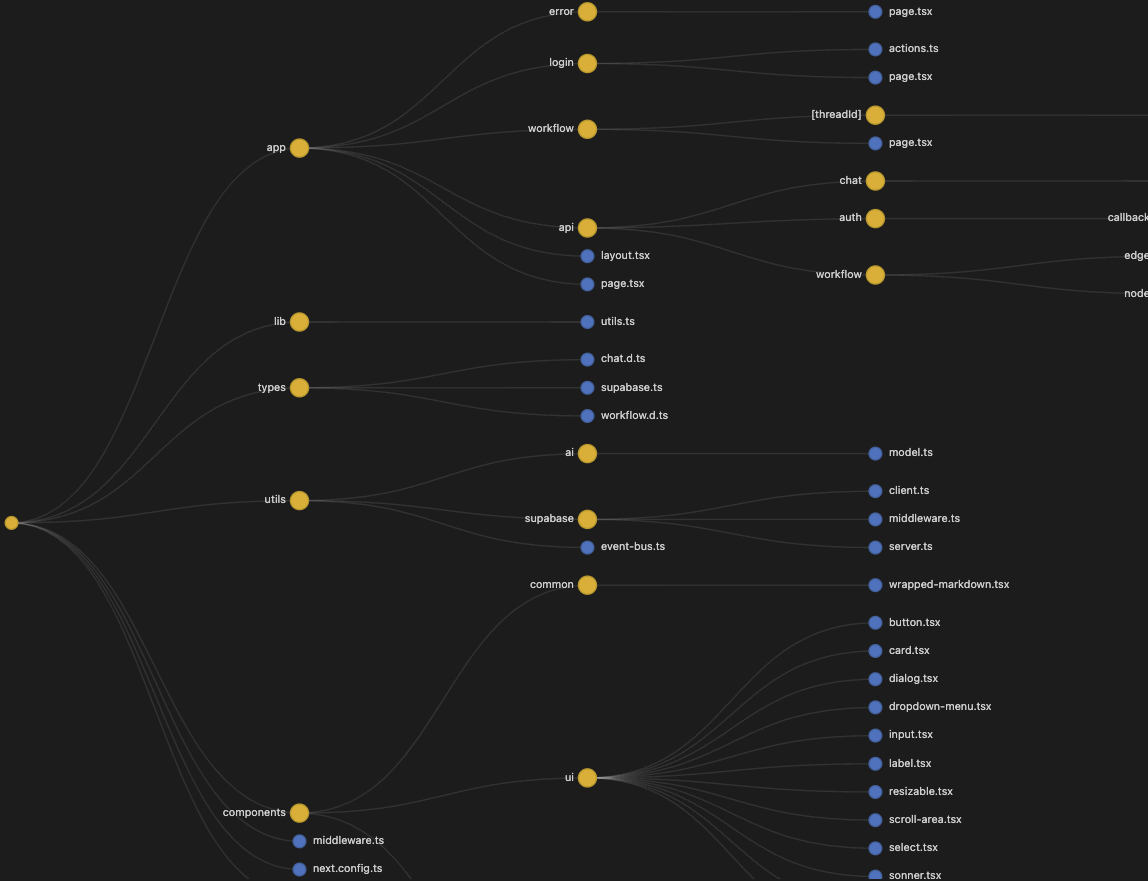 error
page.tsx
actions.ts
login
page.tsx
[threadId]
workflow
page.tsx
app
chat
auth
callback
api
layout.tsx
edge
workflow
page.tsx
node
lib
utils.ts
chat.d.ts
types
supabase.ts
workflow.d.ts
ai
model.ts
client.ts
utils
supabase
middleware.ts
event-bus.ts
server.ts
common
wrapped-markdown.tsx
button.tsx
card.tsx
dialog.tsx
dropdown-menu.tsx
input.tsx
label.tsx
ui
resizable.tsx
components
scroll-area.tsx
middleware.ts
select.tsx
next.config.ts
sonner.tsx